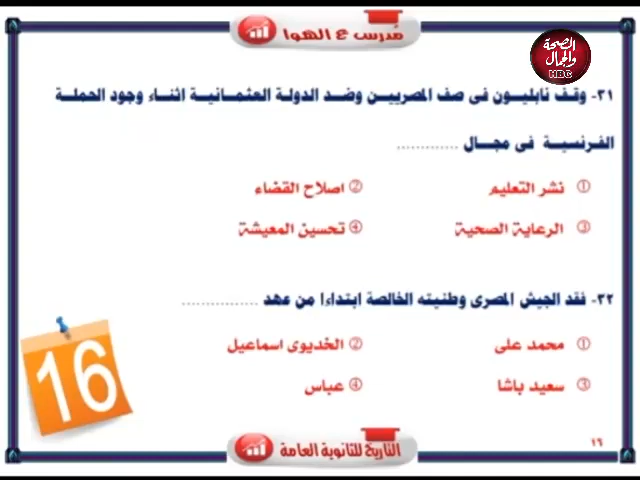 مدرس ع الهوا
الصحة
والجمال
HBC
٣١- وقف نابليون فى صف المصريين وضد الدولة العثمانية اثناء وجود الحملة
الفرنسية فى مجال ............
① نشر التعليم ② اصلاح القضاء
③ الرعاية الصحية ④ تحسين المعيشة
٣٢- فقد الجيش المصرى وطنيته الخالصة ابتداءا من عهد ...............
① محمد على ② الخديوى اسماعيل
③ سعيد باشا ④ عباس
16
التاريخ للثانوية العامة
١٦